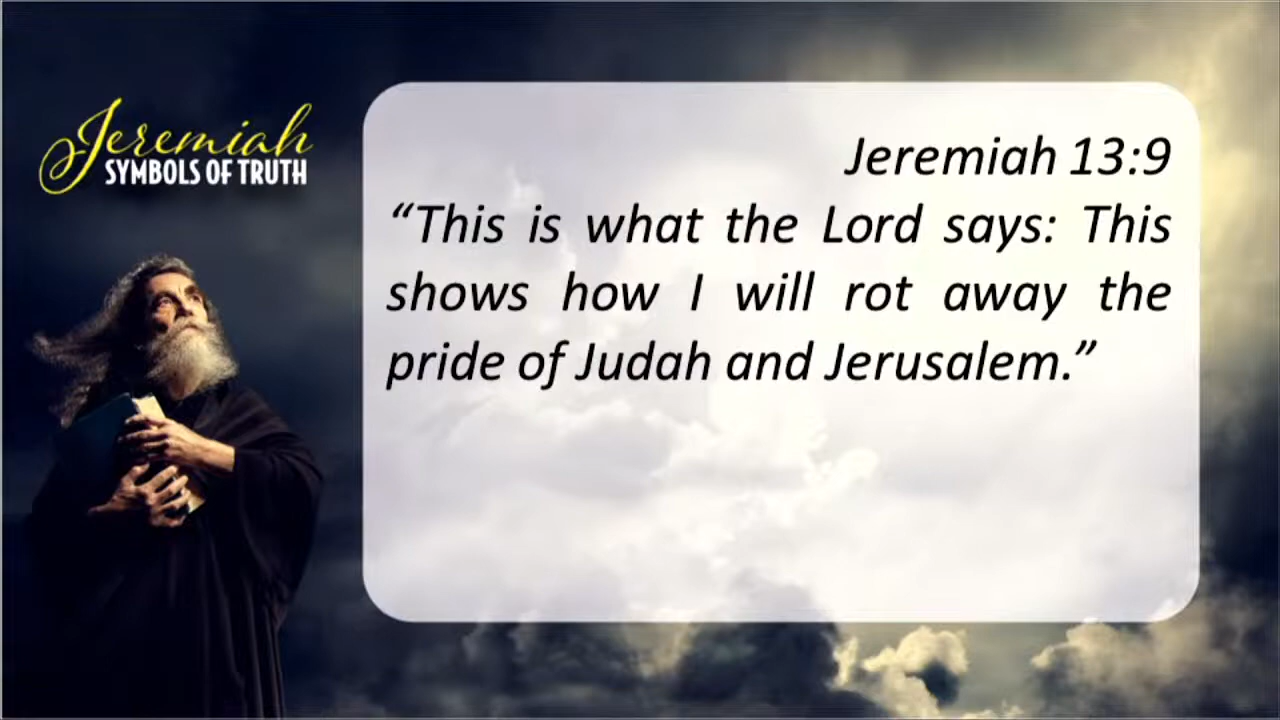 Jeremiah
SYMBOLS OF TRUTH
Jeremiah 13:9
“This is what the Lord says: This
shows how I will rot away the
pride of Judah and Jerusalem.”